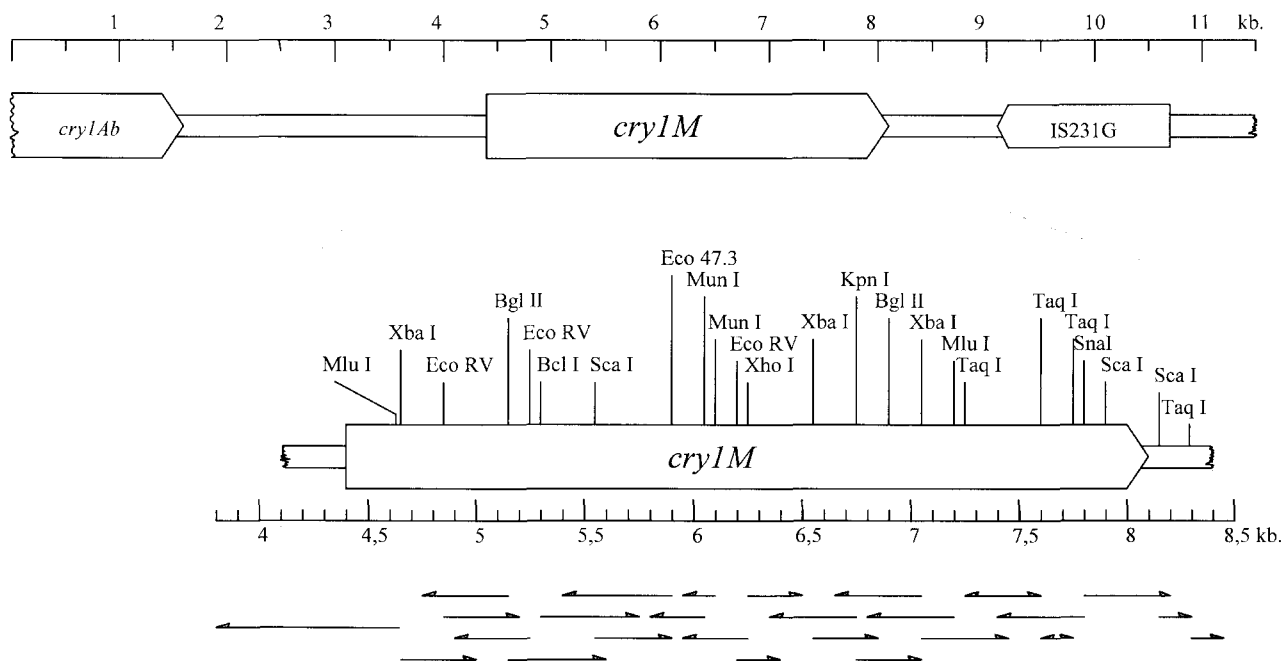 1 2 3 4 5 6 7 8 9 10 11 kb.
cry1Ab cry1M IS231G
Eco 47.3
Mun I Kpn I
Bgl II Bgl II Taq I
Xba I Eco RV Mun I Xba I Xba I Taq I
Mlu I Eco RV Bcl I Sca I Eco RV Mlu I SnaI
Xho I Taq I Sca I Sca I
Taq I
cry1M
4 4,5 5 5,5 6 6,5 7 7,5 8 8,5 kb.